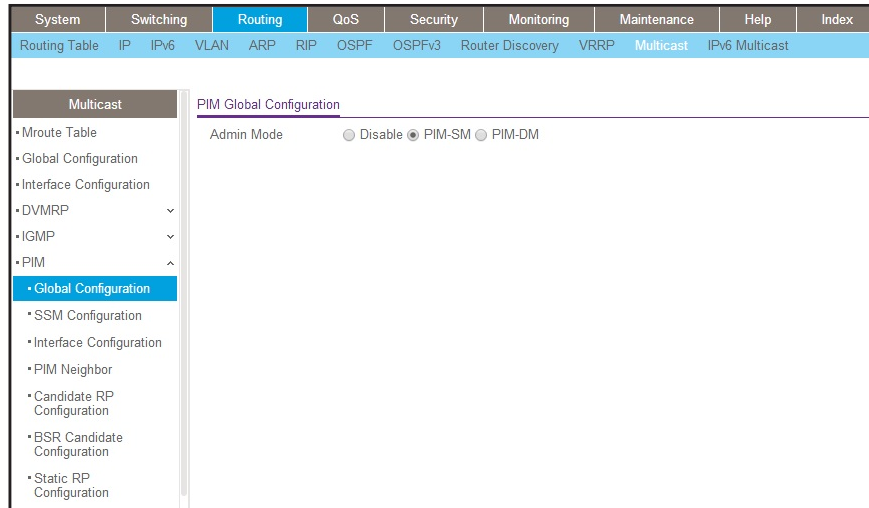 System Switching Routing QoS Security Monitoring Maintenance Help Index
Routing Table IP IPv6 VLAN ARP RIP OSPF OSPFv3 Router Discovery VRRP Multicast IPv6 Multicast
Multicast
Mroute Table
Global Configuration
Interface Configuration
DVMRP
IGMP
PIM
Global Configuration
SSM Configuration
Interface Configuration
PIM Neighbor
Candidate RP
Configuration
BSR Candidate
Configuration
Static RP
Configuration
PIM Global Configuration
Admin Mode Disable PIM-SM PIM-DM